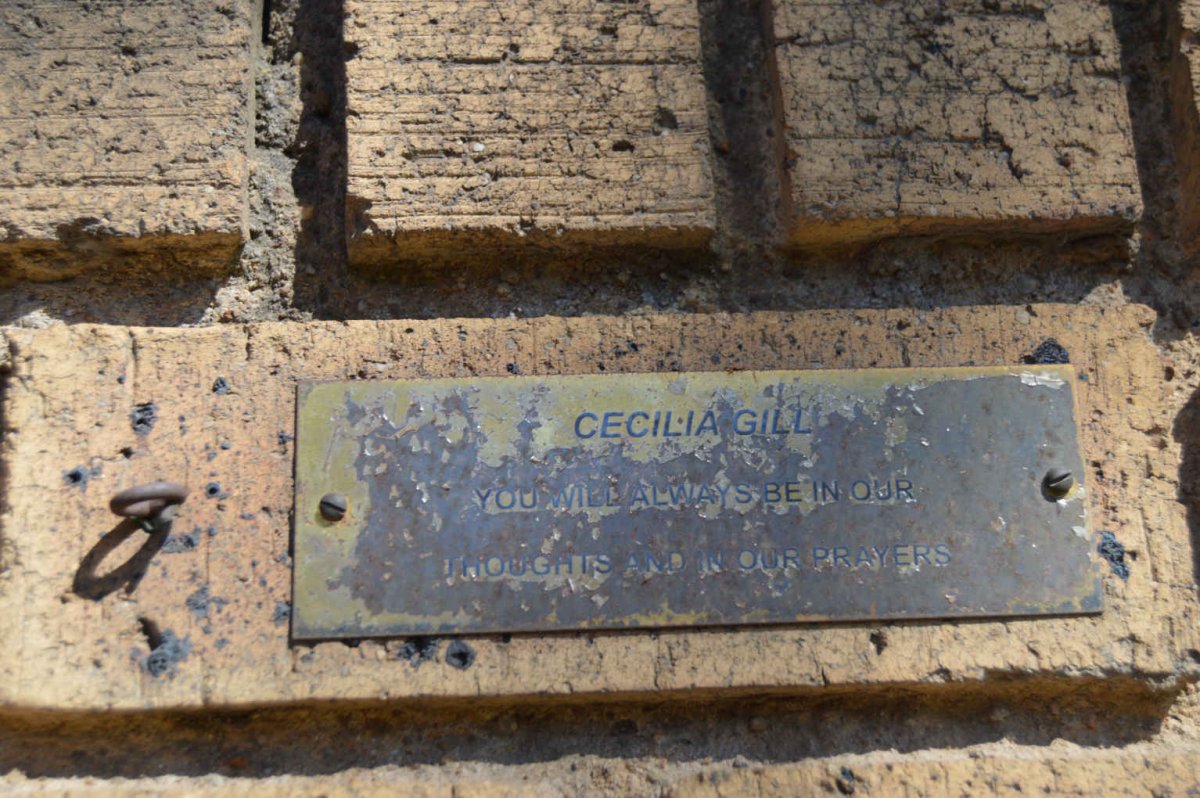 CECILIA GILL
YOU WILL ALWAYS BE IN OUR
THOUGHTS AND IN OUR PRAYERS